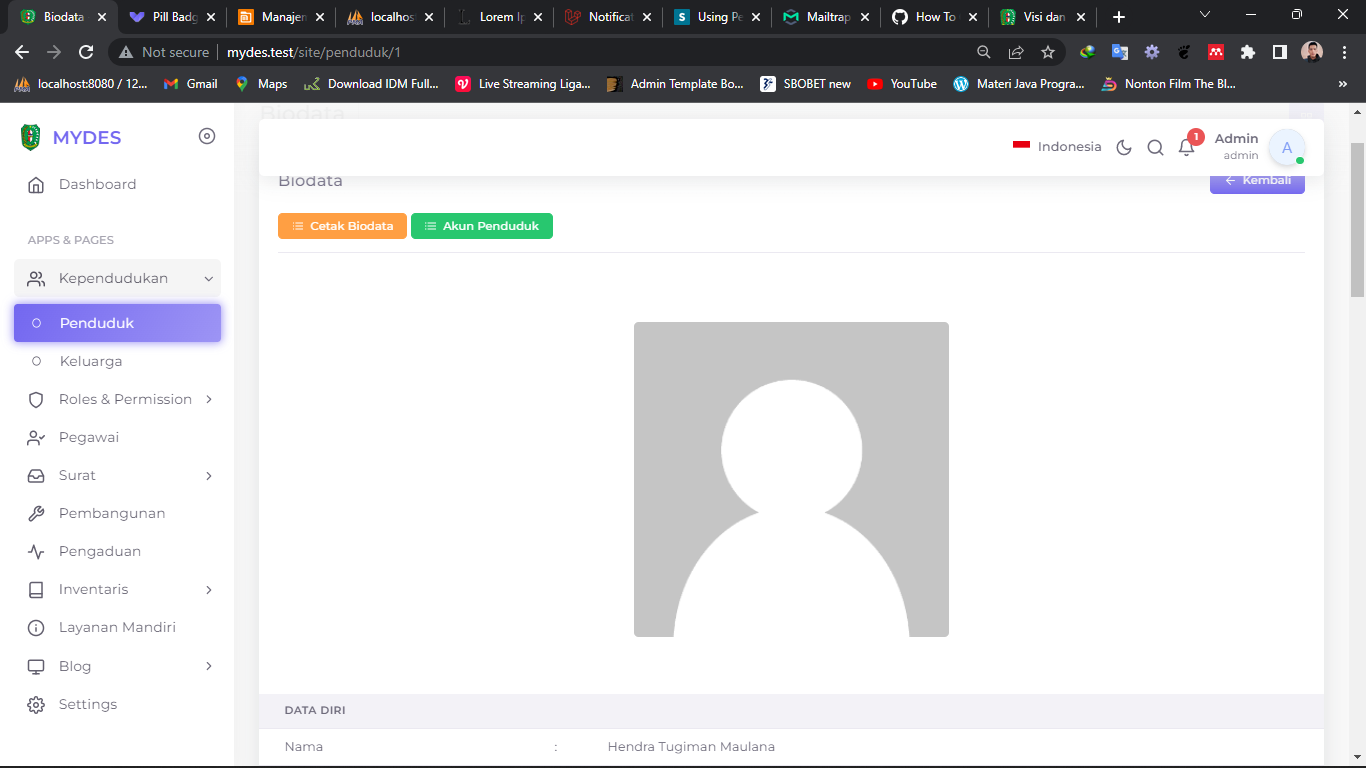 Biodata
Pill Badg
Manajem
localhos
Lorem Ip
Notificat
Using Pe
Mailtrap
How To
Visi dan
Not secure
mydes.test/site/penduduk/1
localhost:8080 / 12...
Gmail
Maps
Download IDM Full...
Live Streaming Liga...
Admin Template Bo...
SBOBET new
YouTube
Materi Java Progra...
Nonton Film The Bl...
»
MYDES
Dashboard
APPS & PAGES
Kependudukan
Penduduk
Keluarga
Roles & Permission
Pegawai
Surat
Pembangunan
Pengaduan
Inventaris
Layanan Mandiri
Blog
Settings
Biodata
Indonesia
1
Admin
admin
A
Biodata
Kembali
Cetak Biodata
Akun Penduduk
DATA DIRI
Nama : Hendra Tugiman Maulana